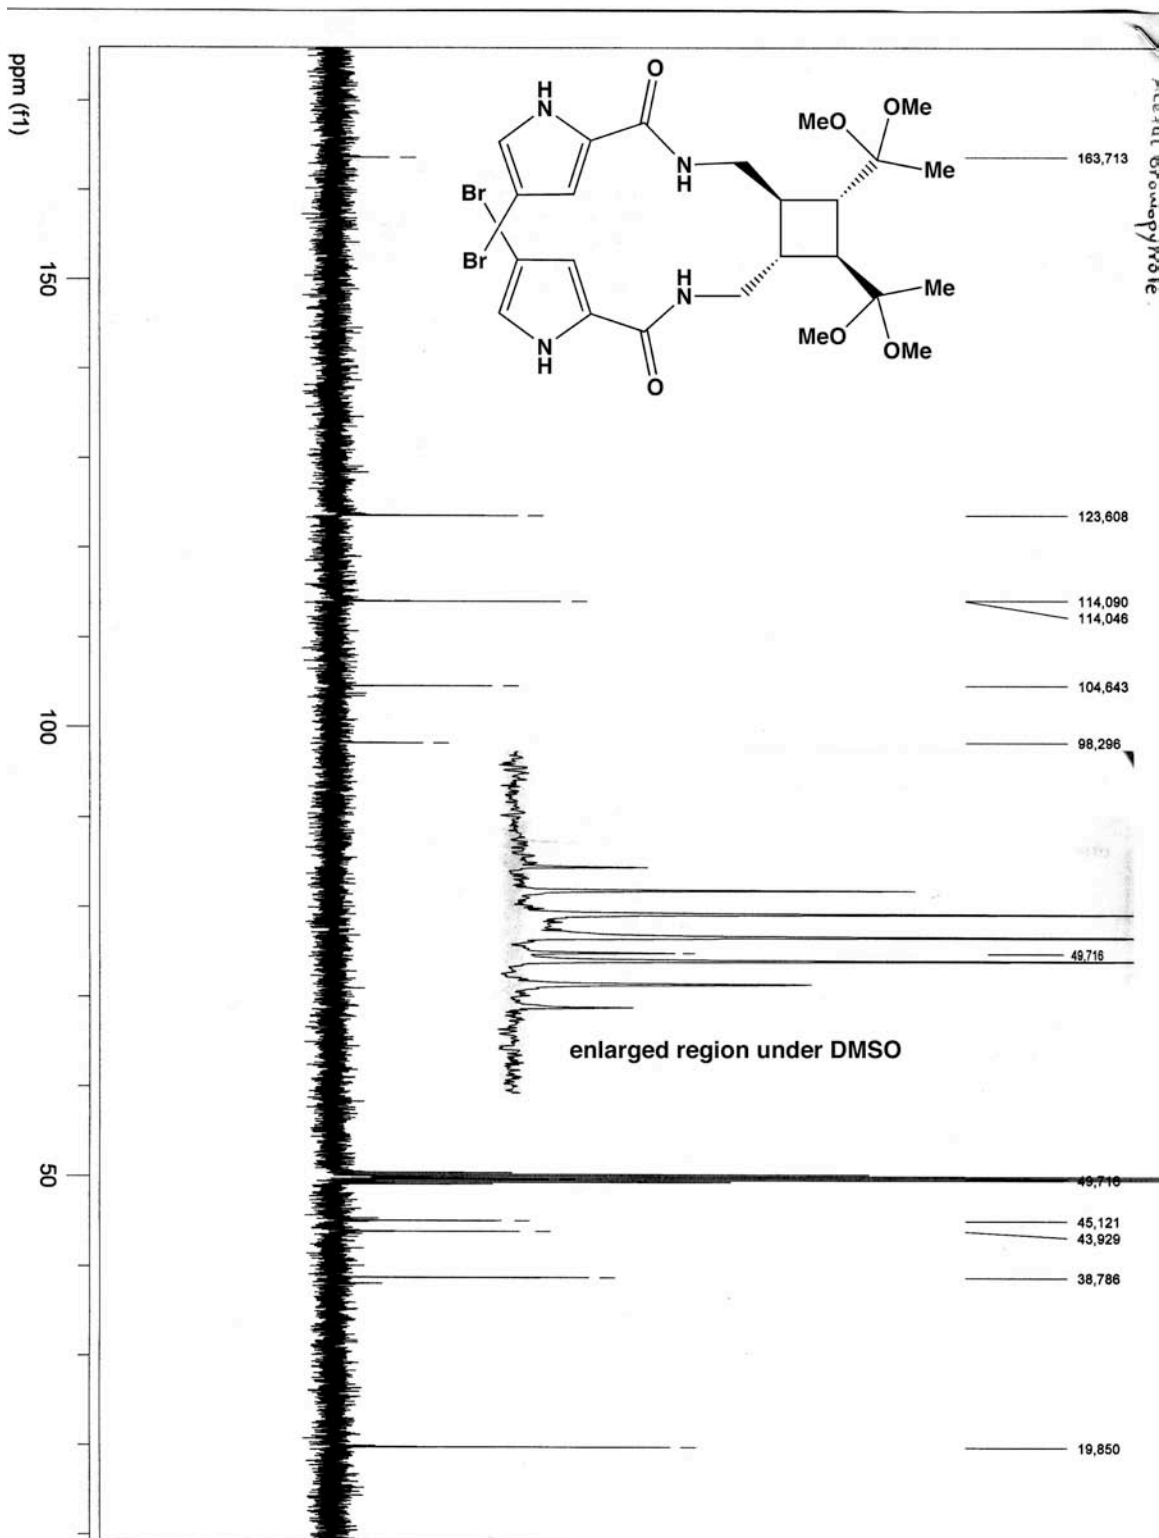 O
H
N
OMe
MeO
Me
163,713
N
H
Br
Br
H
N
Me
MeO
OMe
N
H
O
ppm (f1)
150
123,608
114,090
114,046
104,643
100
98,296
49,716
enlarged region under DMSO
50
49,716
45,121
43,929
38,786
19,850